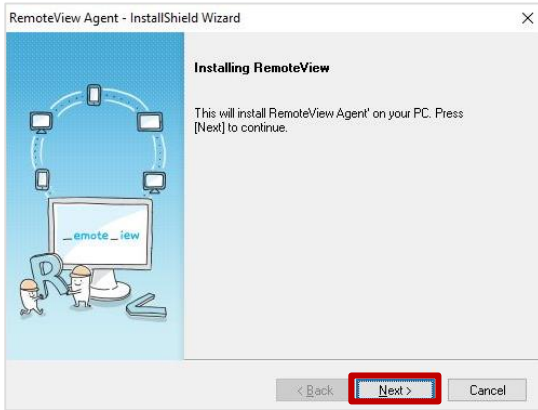 RemoteView Agent - InstallShield Wizard
Installing RemoteView
This will install RemoteView Agent' on your PC. Press
[Next] to continue.
_emote_iew
R
V
< Back
Next >
Cancel